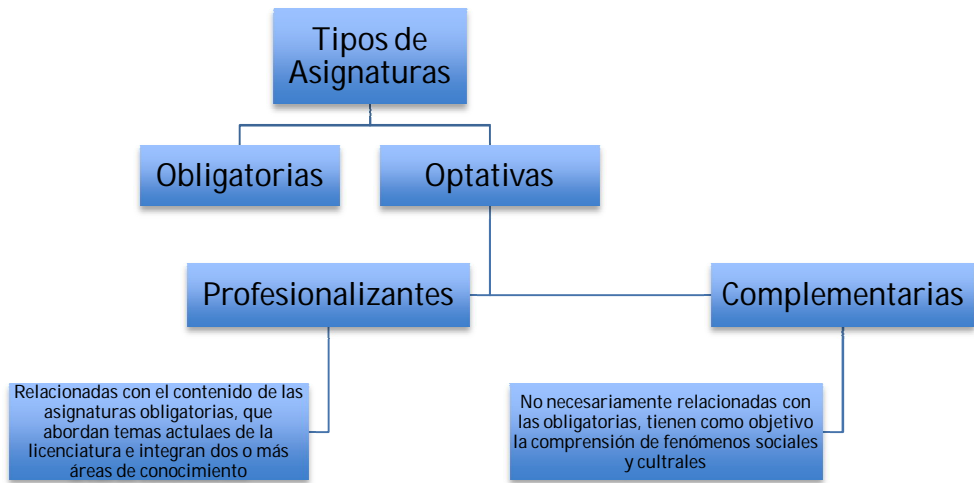 Tipos de
Asignaturas
Obligatorias
Optativas
Profesionalizantes
Complementarias
Relacionadas con el contenido de las
asignaturas obligatorias, que
abordan temas actulaes de la
licenciatura e integran dos o más
áreas de conocimiento
No necesariamente relacionadas con
las obligatorias, tienen como objetivo
la comprensión de fenómenos sociales
y cultrales